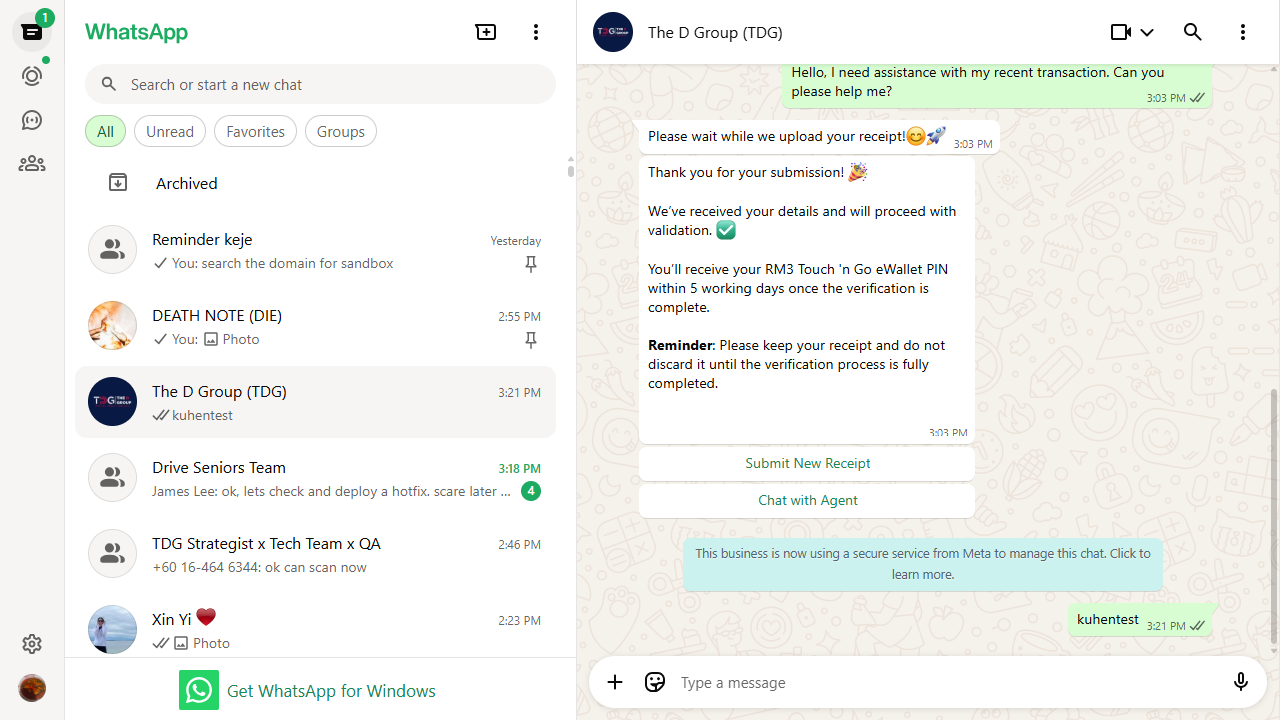 1
WhatsApp
Search or start a new chat
All
Unread
Favorites
Groups
Archived
Reminder keje
Yesterday
You: search the domain for sandbox
DEATH NOTE (DIE)
2:55 PM
You: Photo
The D Group (TDG)
3:21 PM
kuhentest
Drive Seniors Team
3:18 PM
James Lee: ok, lets check and deploy a hotfix. scare later ...
4
TDG Strategist x Tech Team x QA
2:46 PM
+60 16-464 6344: ok can scan now
Xin Yi ❤️
2:23 PM
Photo
Get WhatsApp for Windows
The D Group (TDG)
Hello, I need assistance with my recent transaction. Can you
please help me?
3:03 PM
Please wait while we upload your receipt!😊🚀
3:03 PM
Thank you for your submission! 🎉
We’ve received your details and will proceed with
validation. ✅
You’ll receive your RM3 Touch 'n Go eWallet PIN
within 5 working days once the verification is
complete.
Reminder: Please keep your receipt and do not
discard it until the verification process is fully
completed.
3:03 PM
Submit New Receipt
Chat with Agent
This business is now using a secure service from Meta to manage this chat. Click to
learn more.
kuhentest
3:21 PM
Type a message